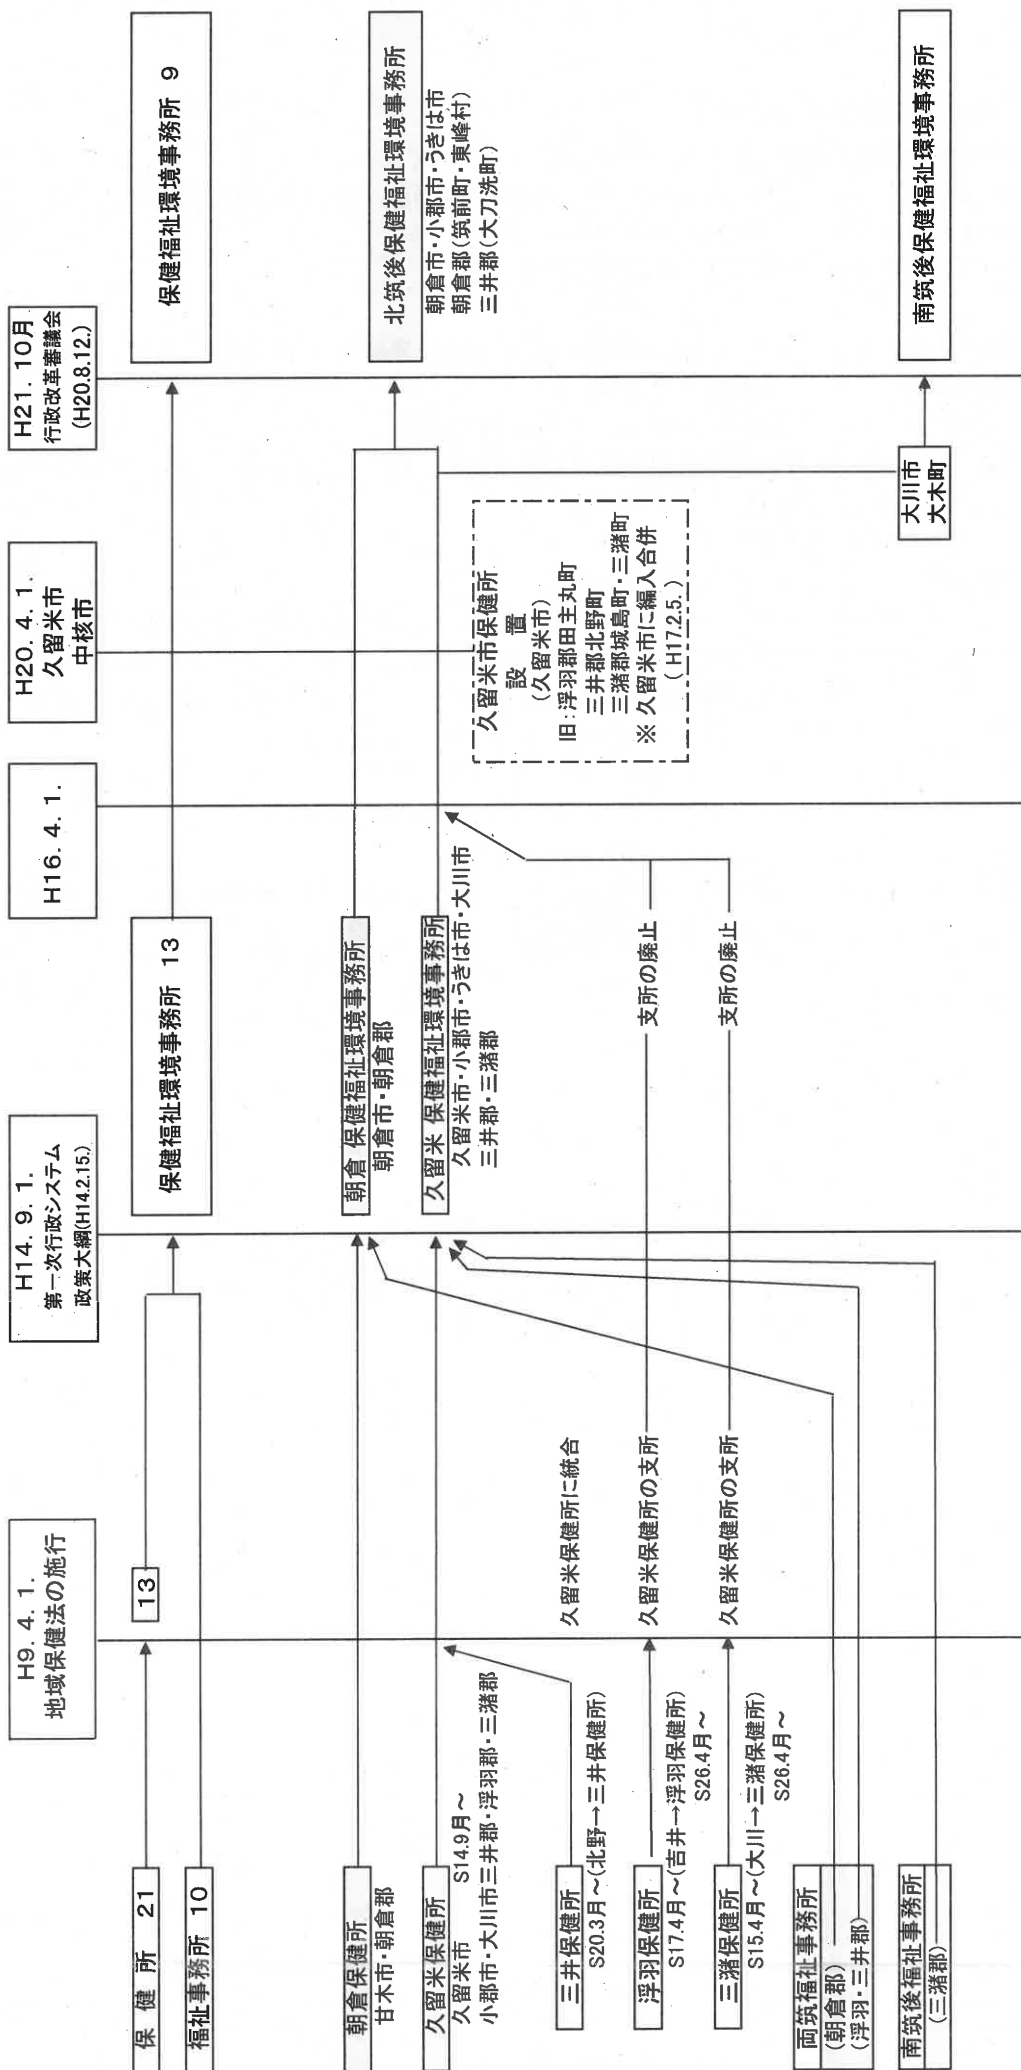 H9. 4. 1.
地域保健法の施行
H14. 9. 1.
第一次行政システム
政策大綱(H14.2.15.)
H16. 4. 1.
H20. 4. 1.
久留米市
中核市
H21. 10月
行政改革審議会
(H20.8.12.)
保 健 所 21
13
福祉事務所 10
保健福祉環境事務所 13
保健福祉環境事務所 9
朝倉保健所
甘木市・朝倉郡
朝倉 保健福祉環境事務所
朝倉市・朝倉郡
久留米保健所
久留米市 S14.9月～
小郡市・大川市三井郡・浮羽郡・三潴郡
久留米 保健福祉環境事務所
久留米市・小郡市・うきは市・大川市
三井郡・三潴郡
北筑後保健福祉環境事務所
朝倉市・小郡市・うきは市
朝倉郡(筑前町・東峰村)
三井郡(大刀洗町)
久留米市保健所
設 置
(久留米市)
旧:浮羽郡田主丸町
三井郡北野町
三潴郡城島町・三潴町
※ 久留米市に編入合併
( H17.2.5. )
三井保健所
S20.3月～(北野→三井保健所)
久留米保健所に統合
浮羽保健所
S17.4月～(吉井→浮羽保健所)
S26.4月～
久留米保健所の支所
支所の廃止
三潴保健所
S15.4月～(大川→三潴保健所)
S26.4月～
久留米保健所の支所
支所の廃止
両筑福祉事務所
(朝倉郡)
(浮羽・三井郡)
南筑後福祉事務所
(三潴郡)
大川市
大木町
南筑後保健福祉環境事務所